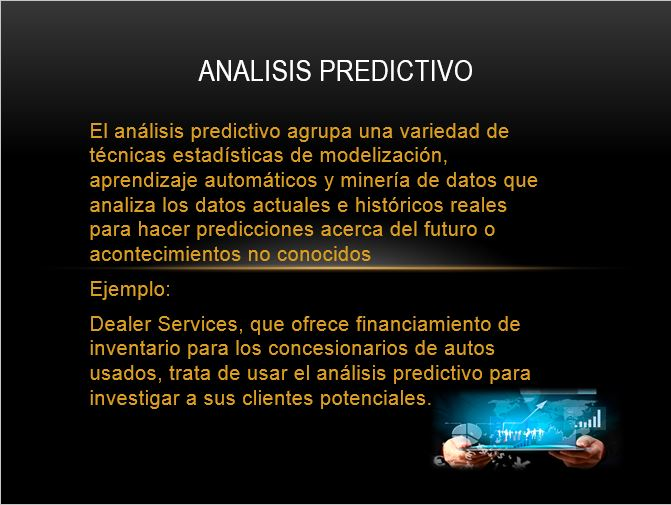 ANALISIS PREDICTIVO
El análisis predictivo agrupa una variedad de
técnicas estadísticas de modelización,
aprendizaje automáticos y minería de datos que
analiza los datos actuales e históricos reales
para hacer predicciones acerca del futuro o
acontecimientos no conocidos
Ejemplo:
Dealer Services, que ofrece financiamiento de
inventario para los concesionarios de autos
usados, trata de usar el análisis predictivo para
investigar a sus clientes potenciales.